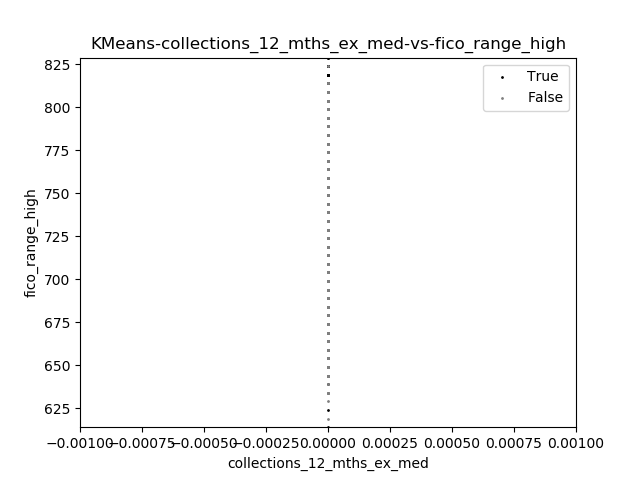 KMeans-collections_12_mths_ex_med-vs-fico_range_high
True
False
825
800
775
750
725
700
675
650
625
fico_range_high
−0.00100 −0.00075 −0.00050 −0.00025 0.00000 0.00025 0.00050 0.00075 0.00100
collections_12_mths_ex_med